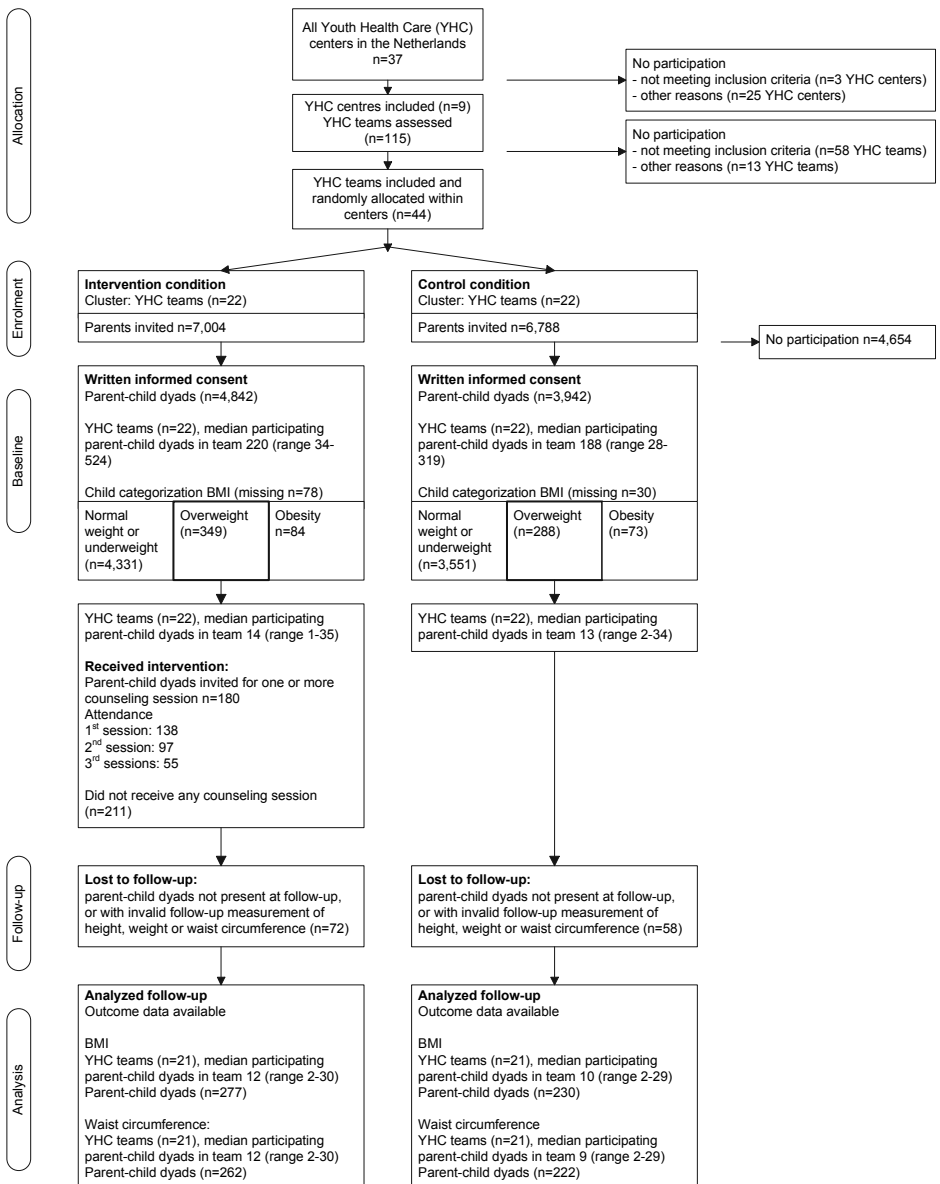 Allocation
All Youth Health Care (YHC)
centers in the Netherlands
n=37
No participation
- not meeting inclusion criteria (n=3 YHC centers)
- other reasons (n=25 YHC centers)
YHC centres included (n=9)
YHC teams assessed
(n=115)
No participation
- not meeting inclusion criteria (n=58 YHC teams)
- other reasons (n=13 YHC teams)
YHC teams included and
randomly allocated within
centers (n=44)
Enrolment
Intervention condition
Cluster: YHC teams (n=22)
Parents invited n=7,004
Control condition
Cluster: YHC teams (n=22)
Parents invited n=6,788
No participation n=4,654
Baseline
Written informed consent
Parent-child dyads (n=4,842)
YHC teams (n=22), median participating
parent-child dyads in team 220 (range 34-
524)
Child categorization BMI (missing n=78)
Normal
weight or
underweight
(n=4,331)
Overweight
(n=349)
Obesity
n=84
Written informed consent
Parent-child dyads (n=3,942)
YHC teams (n=22), median participating
parent-child dyads in team 188 (range 28-
319)
Child categorization BMI (missing n=30)
Normal
weight or
underweight
(n=3,551)
Overweight
(n=288)
Obesity
(n=73)
YHC teams (n=22), median participating
parent-child dyads in team 14 (range 1-35)
Received intervention:
Parent-child dyads invited for one or more
counseling session n=180
Attendance
1st session: 138
2nd session: 97
3rd sessions: 55
Did not receive any counseling session
(n=211)
YHC teams (n=22), median participating
parent-child dyads in team 13 (range 2-34)
Follow-up
Lost to follow-up:
parent-child dyads not present at follow-up,
or with invalid follow-up measurement of
height, weight or waist circumference (n=72)
Lost to follow-up:
parent-child dyads not present at follow-up,
or with invalid follow-up measurement of
height, weight or waist circumference (n=58)
Analysis
Analyzed follow-up
Outcome data available
BMI
YHC teams (n=21), median participating
parent-child dyads in team 12 (range 2-30)
Parent-child dyads (n=277)
Waist circumference:
YHC teams (n=21), median participating
parent-child dyads in team 12 (range 2-30)
Parent-child dyads (n=262)
Analyzed follow-up
Outcome data available
BMI
YHC teams (n=21), median participating
parent-child dyads in team 10 (range 2-29)
Parent-child dyads (n=230)
Waist circumference
YHC teams (n=21), median participating
parent-child dyads in team 9 (range 2-29)
Parent-child dyads (n=222)